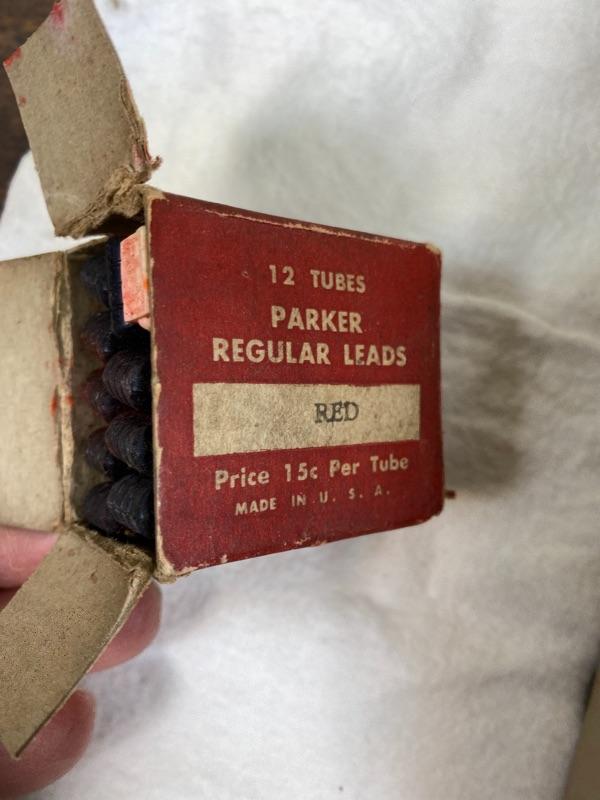 12 TUBES
PARKER
REGULAR LEADS
RED
Price 15c Per Tube
MADE IN U. S. A.